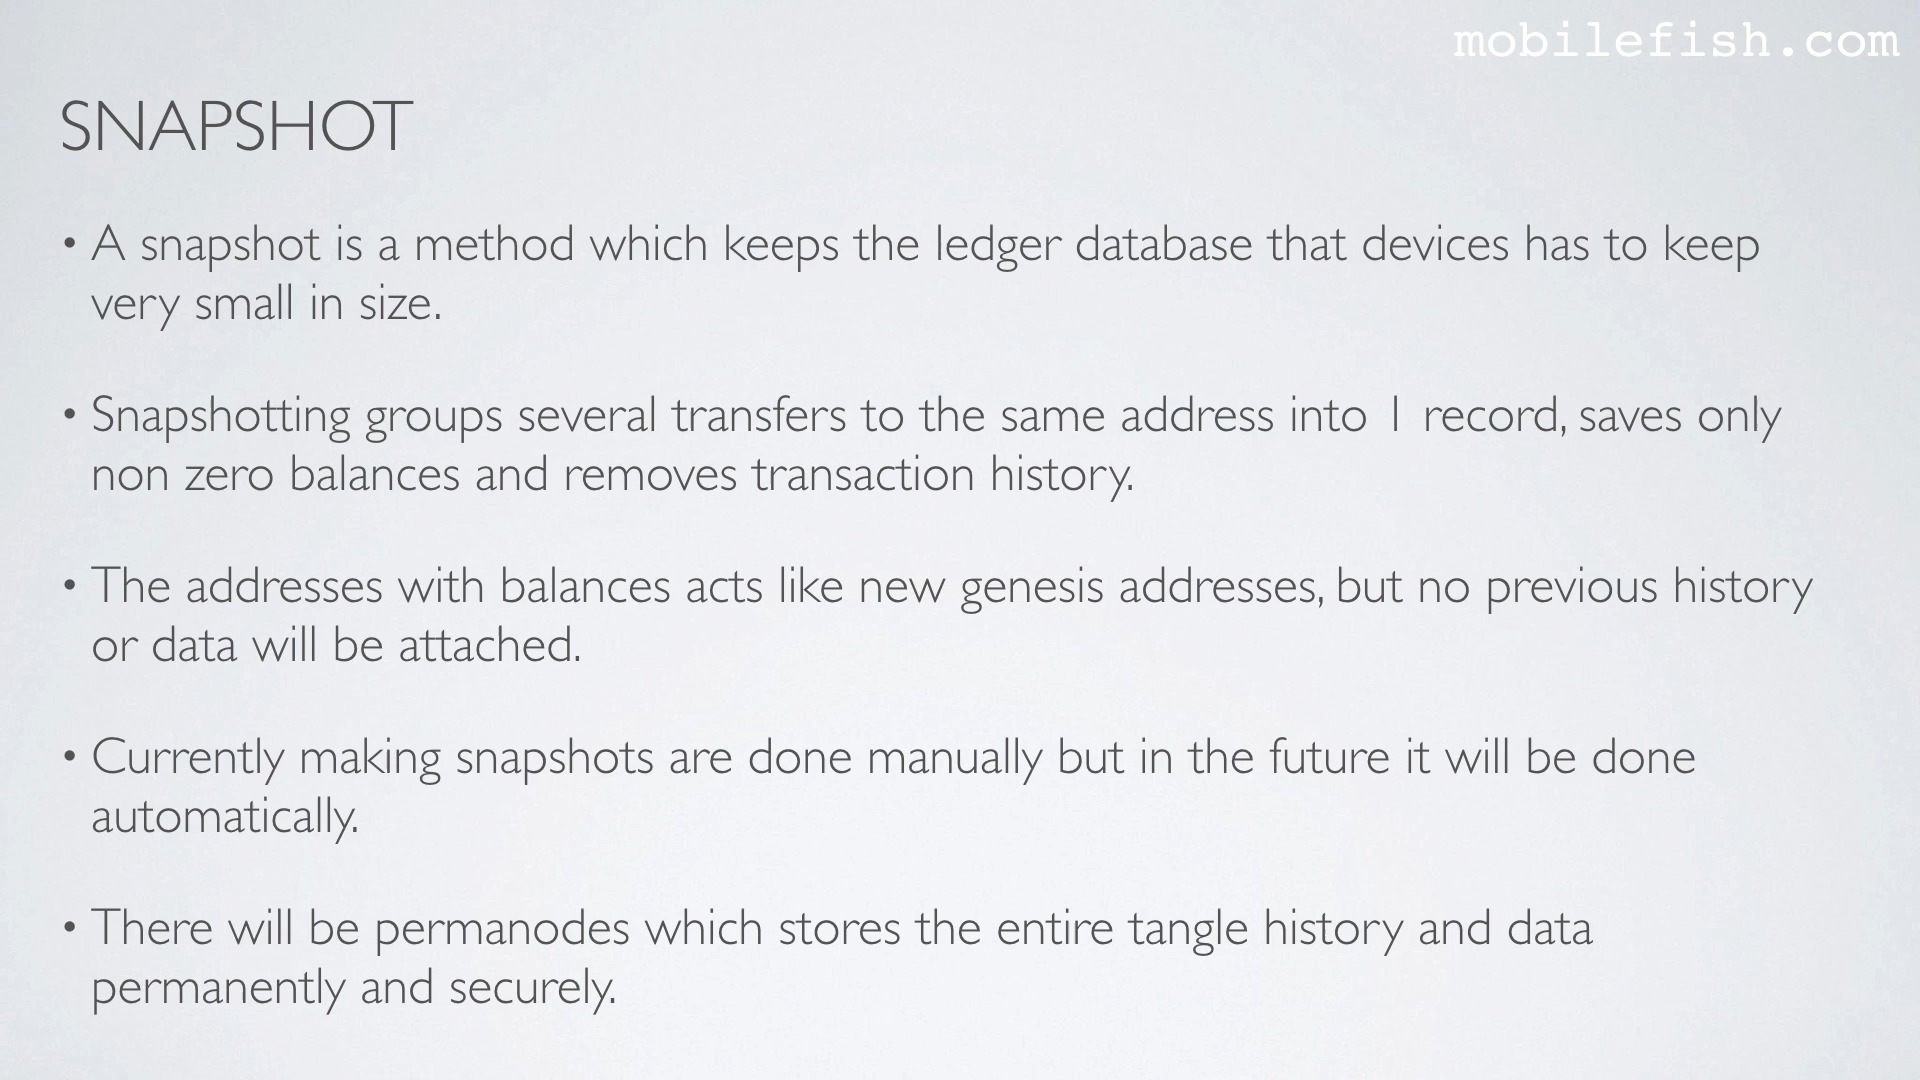 mobilefish.com
SNAPSHOT
• A snapshot is a method which keeps the ledger database that devices has to keep
very small in size.
• Snapshotting groups several transfers to the same address into 1 record, saves only
non zero balances and removes transaction history.
• The addresses with balances acts like new genesis addresses, but no previous history
or data will be attached.
• Currently making snapshots are done manually but in the future it will be done
automatically.
• There will be permanodes which stores the entire tangle history and data
permanently and securely.